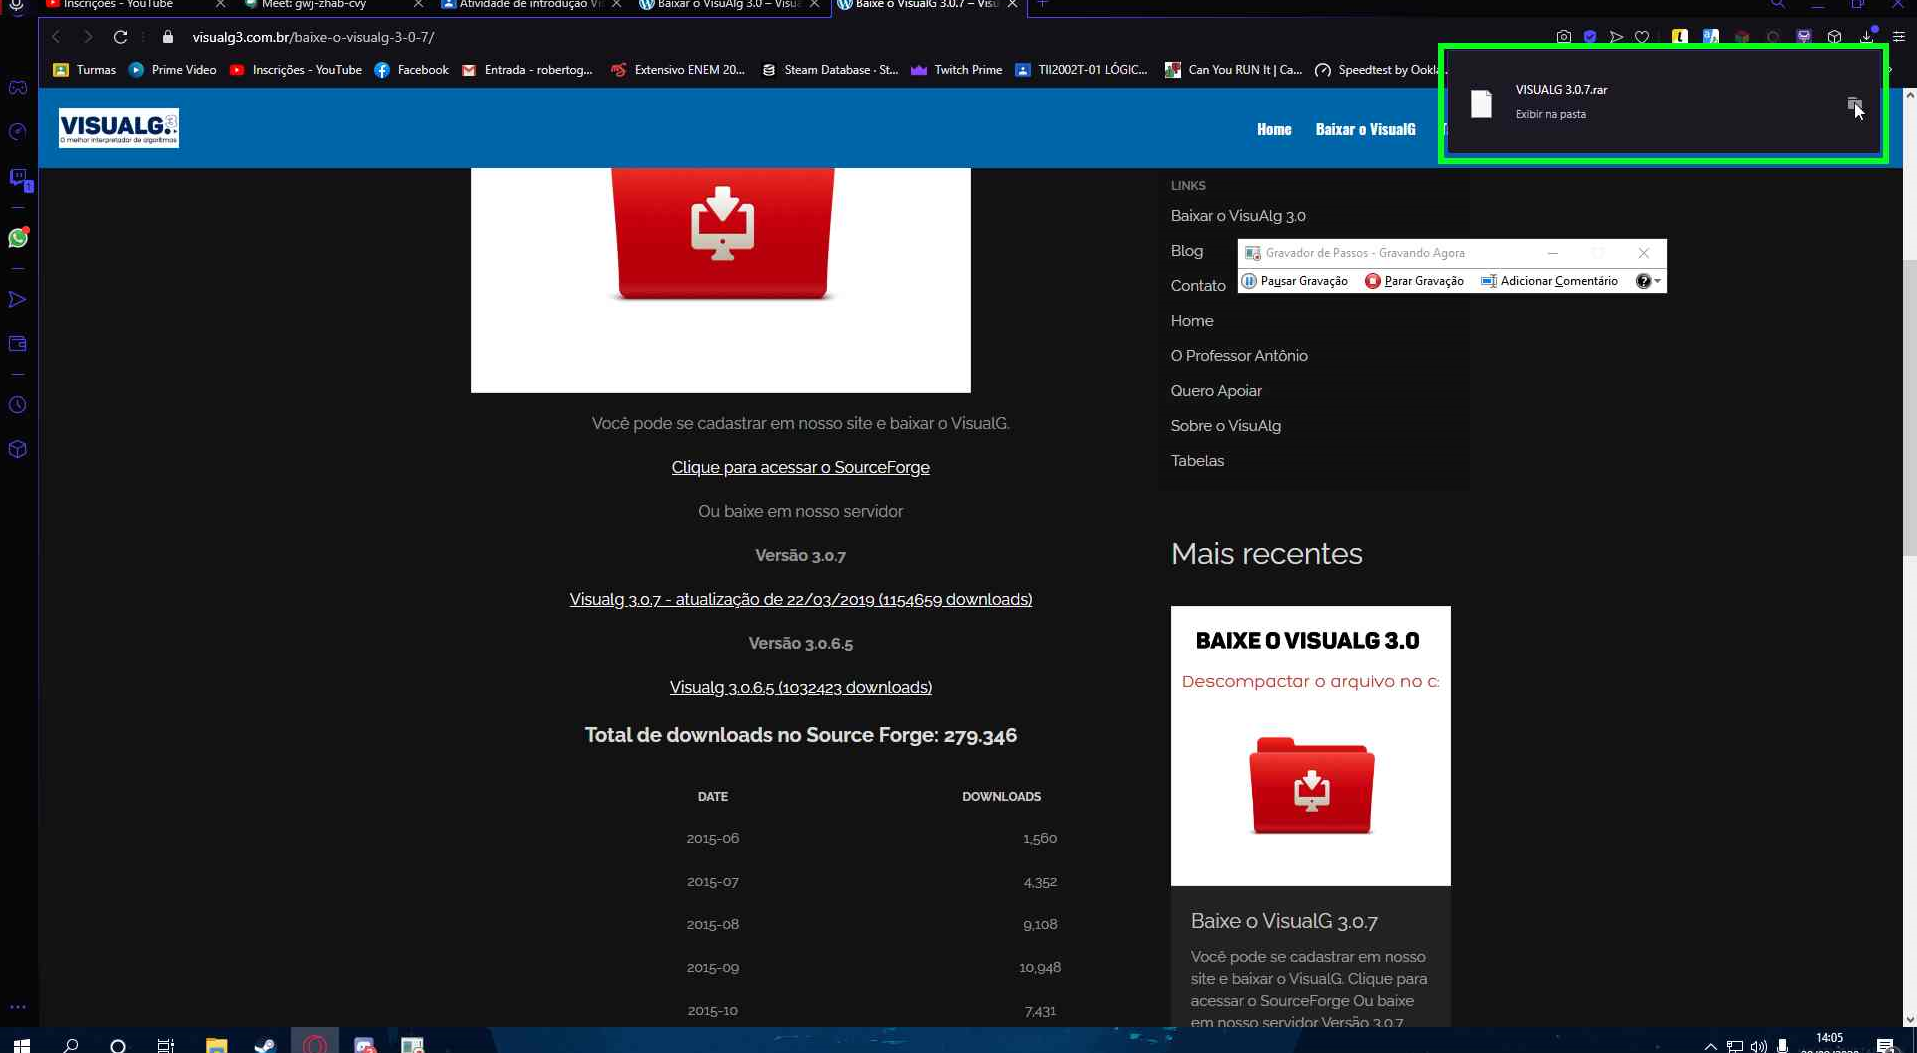 Inscrições - YouTube
Meet: gwj-zhab-cvy
Atividade de introdução Vi
Baixar o VisuAlg 3.0 – Visu
Baixe o VisualG 3.0.7 – Visu
visualg3.com.br/baixe-o-visualg-3-0-7/
Turmas
Prime Video
Inscrições - YouTube
Facebook
Entrada - robertog...
Extensivo ENEM 20...
Steam Database · St...
Twitch Prime
TII2002T-01 LÓGIC...
Can You RUN It | Ca...
Speedtest by Ookla
VISUALG 3.0.7.rar
Exibir na pasta
VISUALG 3
O melhor interpretador de algoritmos
Home
Baixar o VisualG
LINKS
Baixar o VisuAlg 3.0
Blog
Contato
Home
O Professor Antônio
Quero Apoiar
Sobre o VisuAlg
Tabelas
Gravador de Passos - Gravando Agora
Pausar Gravação
Parar Gravação
Adicionar Comentário
Você pode se cadastrar em nosso site e baixar o VisualG.
Clique para acessar o SourceForge
Ou baixe em nosso servidor
Versão 3.0.7
Visualg 3.0.7 - atualização de 22/03/2019 (1154659 downloads)
Versão 3.0.6.5
Visualg 3.0.6.5 (1032423 downloads)
Total de downloads no Source Forge: 279.346
DATE DOWNLOADS
2015-06 1,560
2015-07 4,352
2015-08 9,108
2015-09 10,948
2015-10 7,431
Mais recentes
BAIXE O VISUALG 3.0
Descompactar o arquivo no c:
Baixe o VisualG 3.0.7
Você pode se cadastrar em nosso
site e baixar o VisualG. Clique para
acessar o SourceForge Ou baixe
em nosso servidor Versão 3.0.7
14:05